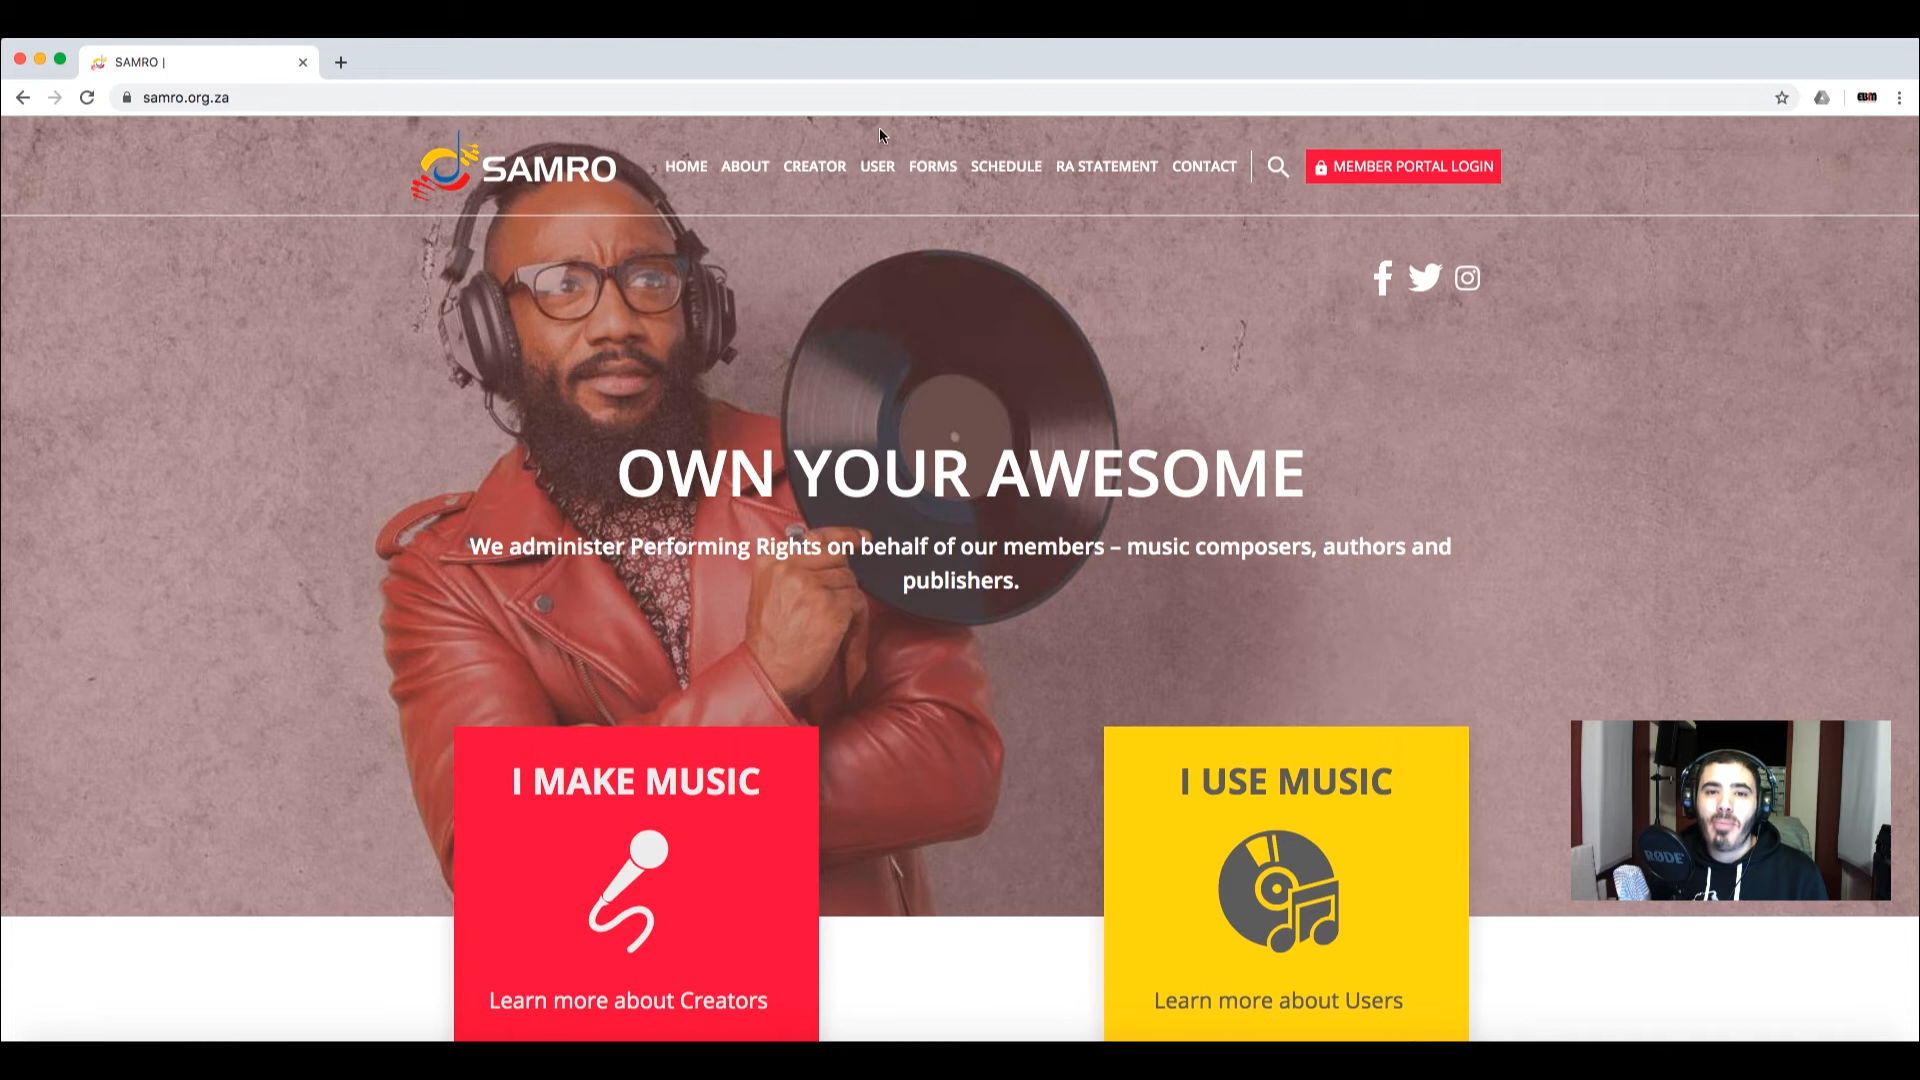 SAMRO |
samro.org.za
EBM
SAMRO
HOME ABOUT CREATOR USER FORMS SCHEDULE RA STATEMENT CONTACT
MEMBER PORTAL LOGIN
OWN YOUR AWESOME
We administer Performing Rights on behalf of our members – music composers, authors and
publishers.
I MAKE MUSIC
Learn more about Creators
I USE MUSIC
Learn more about Users
RØDE